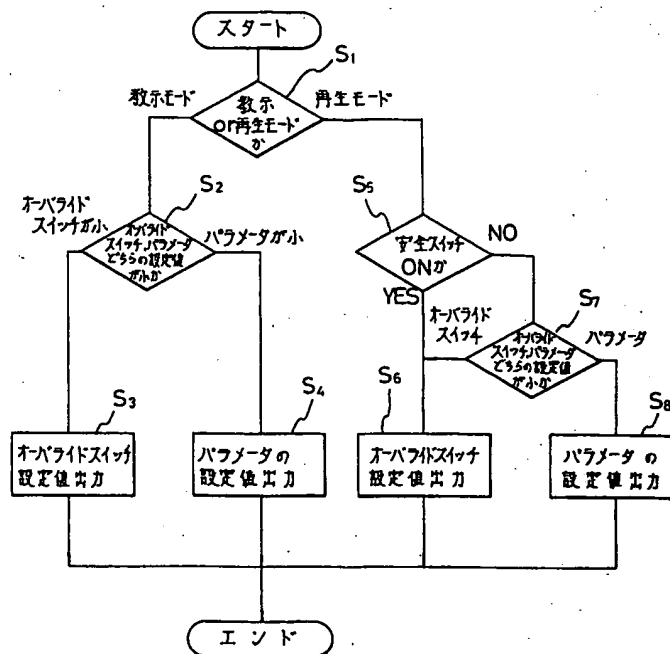 スタート
S1
教示モード
教示
or再生モード
か
再生モード
S2
オーバライド
スイッチが小
オーバライド
スイッチ,パラメータ
どちらの設定値
が小か
パラメータが小
S5
安全スイッチ
ONか
NO
YES
S7
オーバライド
スイッチ
オーバライド
スイッチ,パラメータ
どちらの設定値
が小か
パラメータ
S3
オーバライドスイッチ
設定値出力
S4
パラメータの
設定値出力
S6
オーバライドスイッチ
設定値出力
S8
パラメータの
設定値出力
エンド